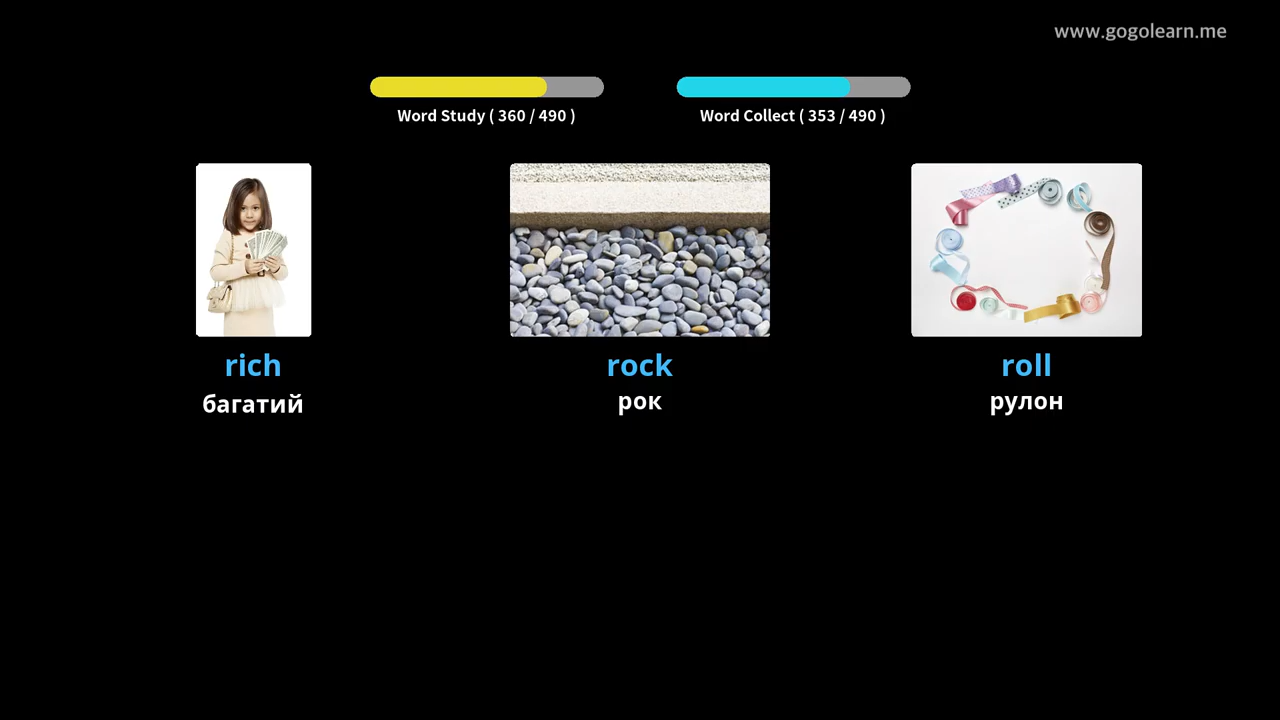 www.gogolearn.me
Word Study ( 360 / 490 )
Word Collect ( 353 / 490 )
rich
багатий
rock
рок
roll
рулон